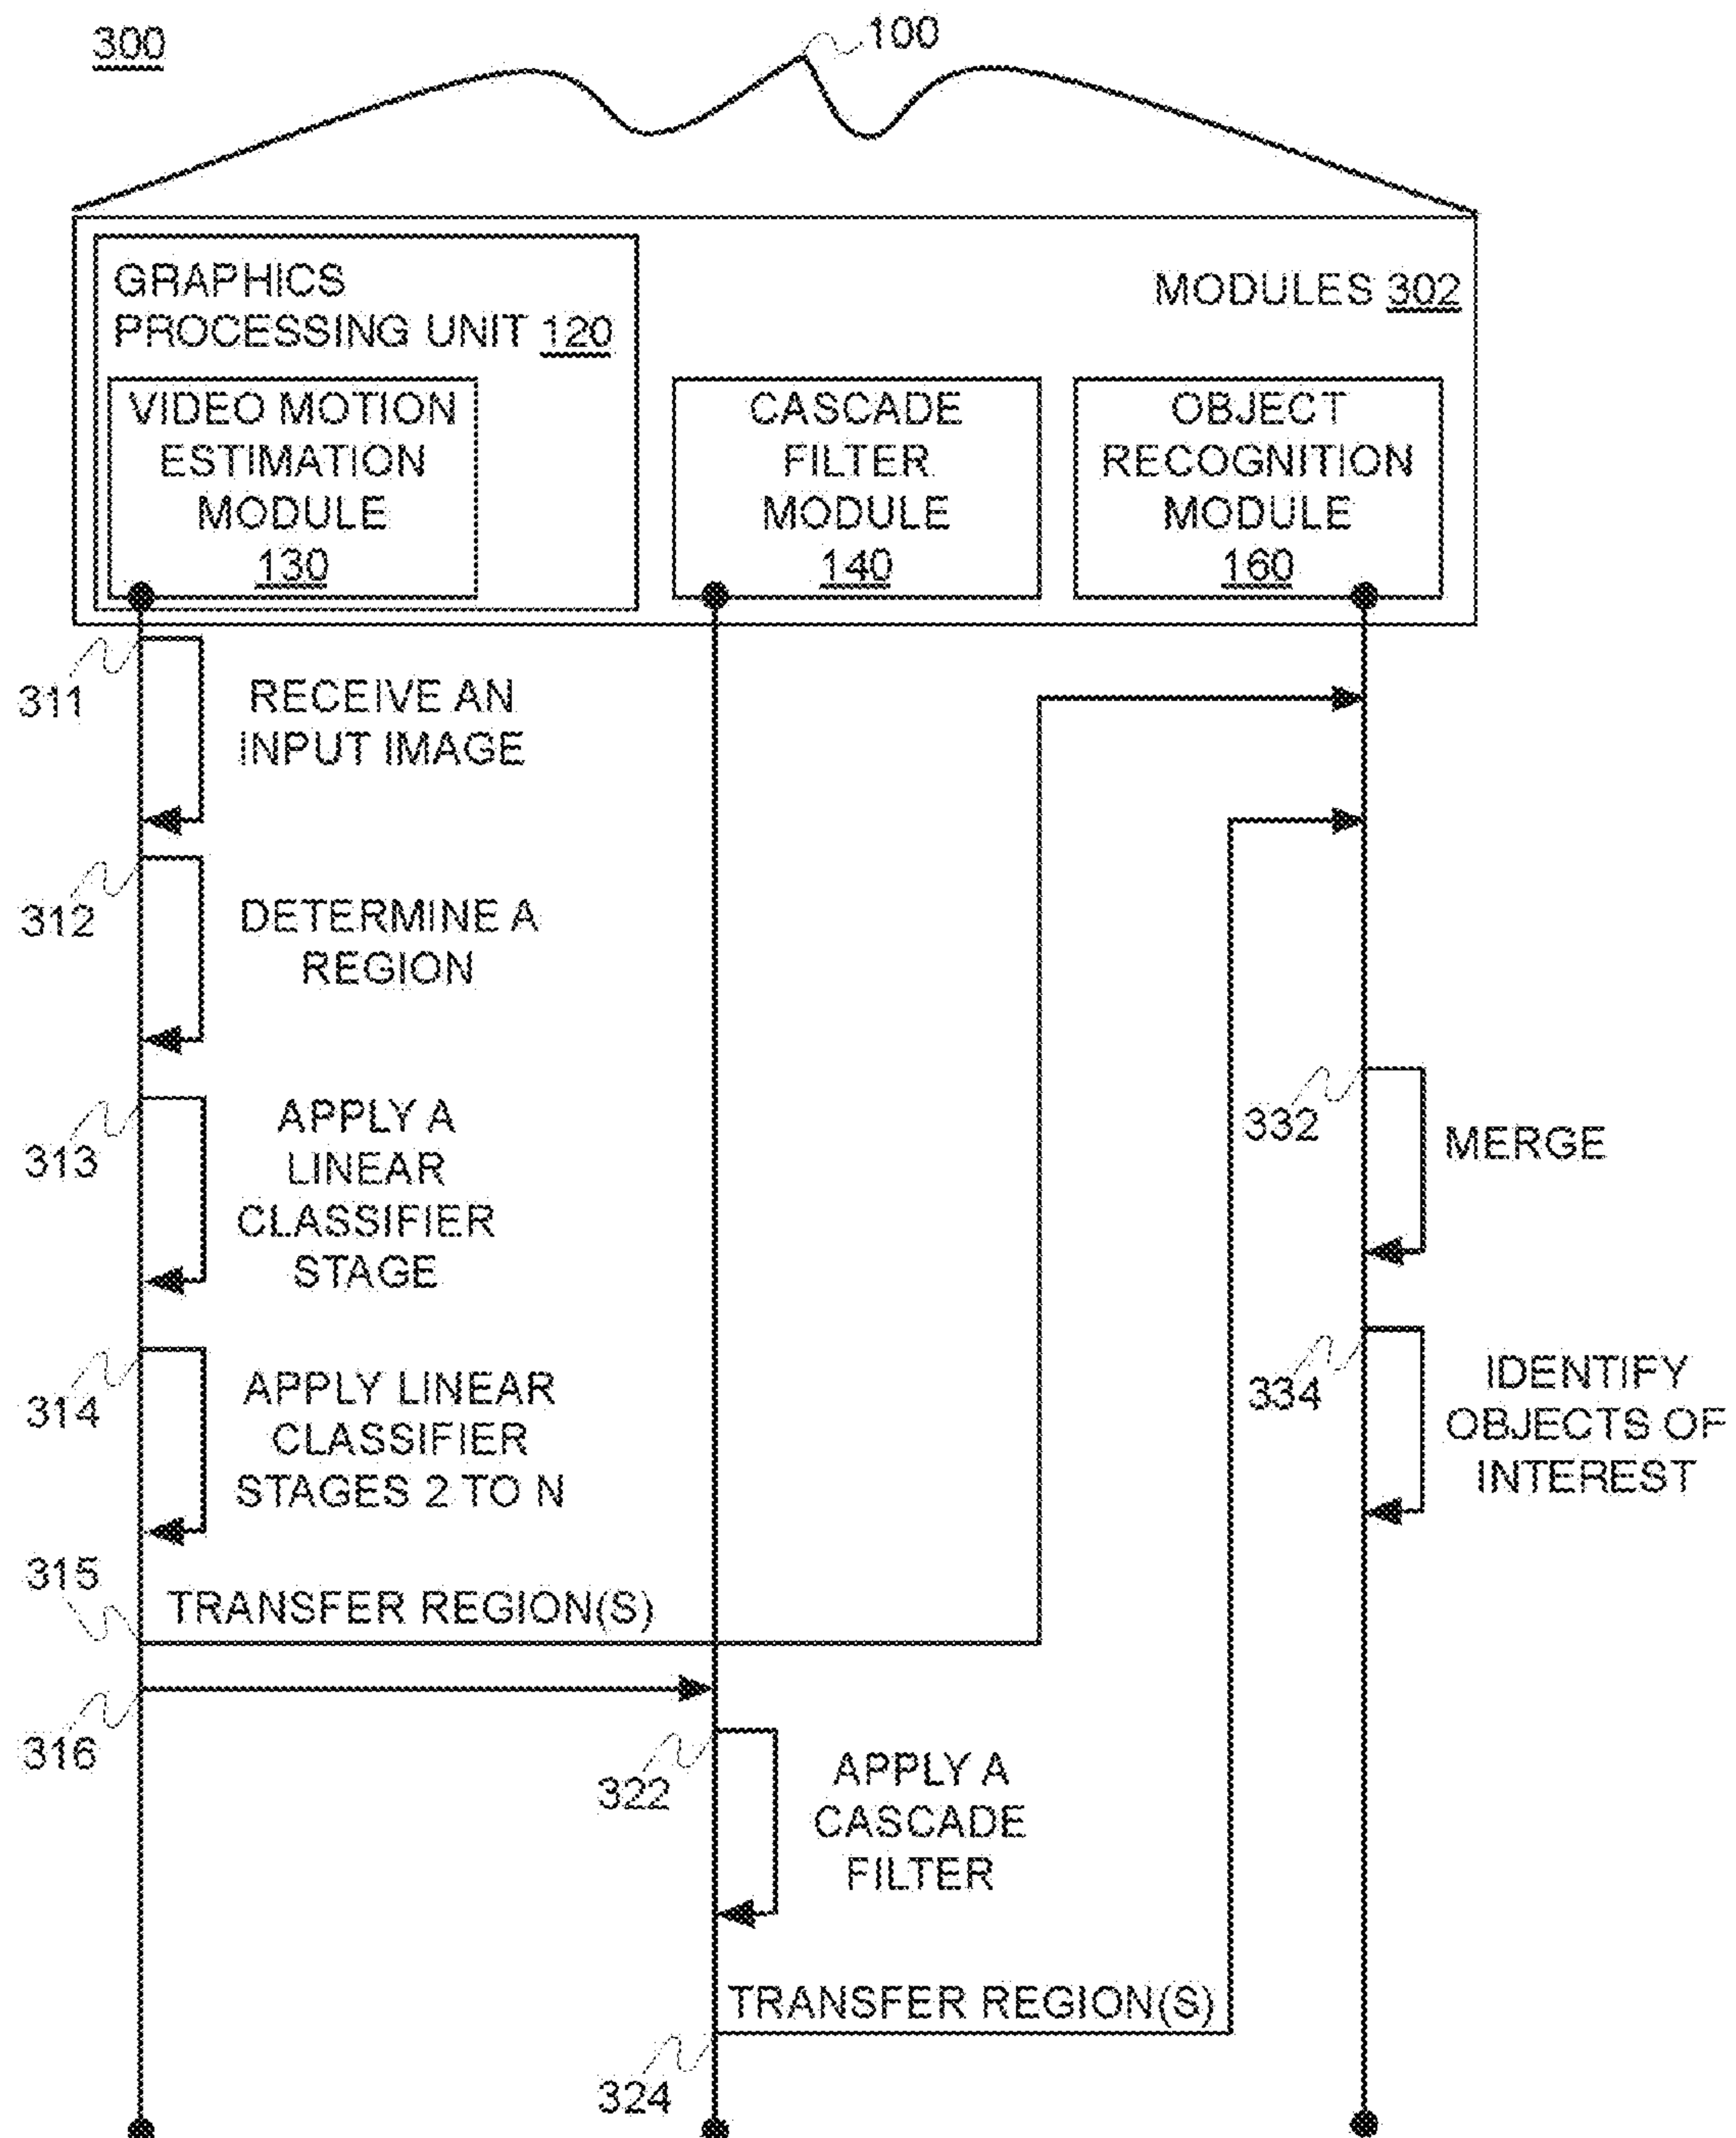 300
100
GRAPHICS
PROCESSING UNIT 120
MODULES 302
VIDEO MOTION
ESTIMATION
MODULE
130
CASCADE
FILTER
MODULE
140
OBJECT
RECOGNITION
MODULE
160
311
RECEIVE AN
INPUT IMAGE
312
DETERMINE A
REGION
313
APPLY A
LINEAR
CLASSIFIER
STAGE
332
MERGE
314
APPLY LINEAR
CLASSIFIER
STAGES 2 TO N
334
IDENTIFY
OBJECTS OF
INTEREST
315
TRANSFER REGION(S)
316
322
APPLY A
CASCADE
FILTER
TRANSFER REGION(S)
324